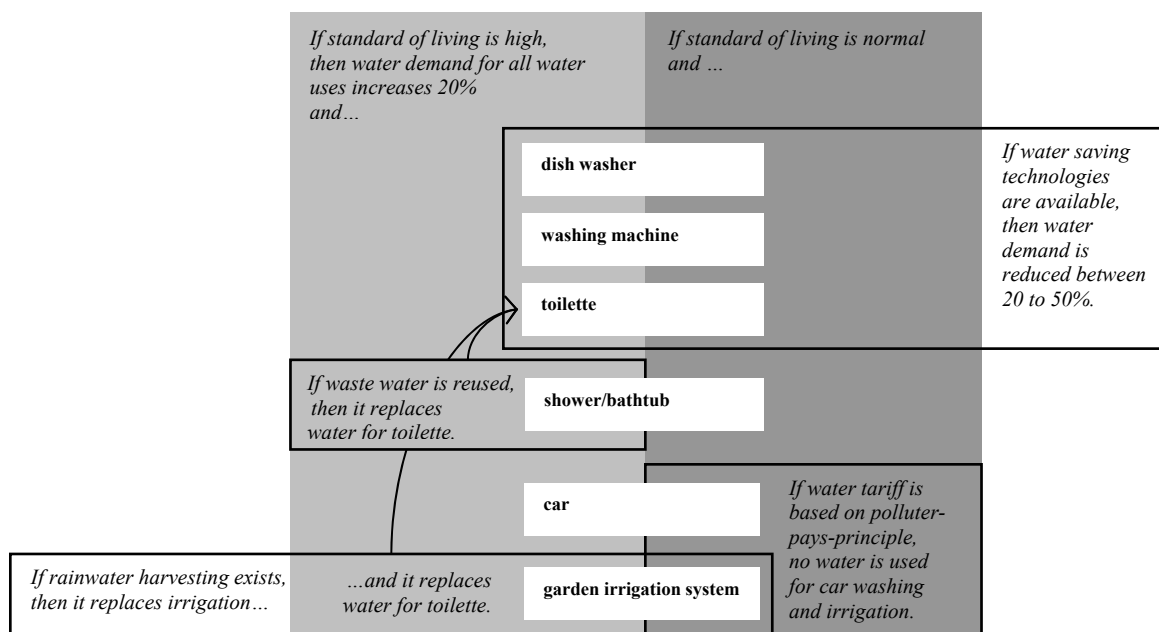 If standard of living is high,
then water demand for all water
uses increases 20%
and…
If standard of living is normal
and …
dish washer
washing machine
toilette
If water saving
technologies
are available,
then water
demand is
reduced between
20 to 50%.
If waste water is reused,
then it replaces
water for toilette.
shower/bathtub
car
If water tariff is
based on polluter-
pays-principle,
no water is used
for car washing
and irrigation.
If rainwater harvesting exists,
then it replaces irrigation…
…and it replaces
water for toilette.
garden irrigation system